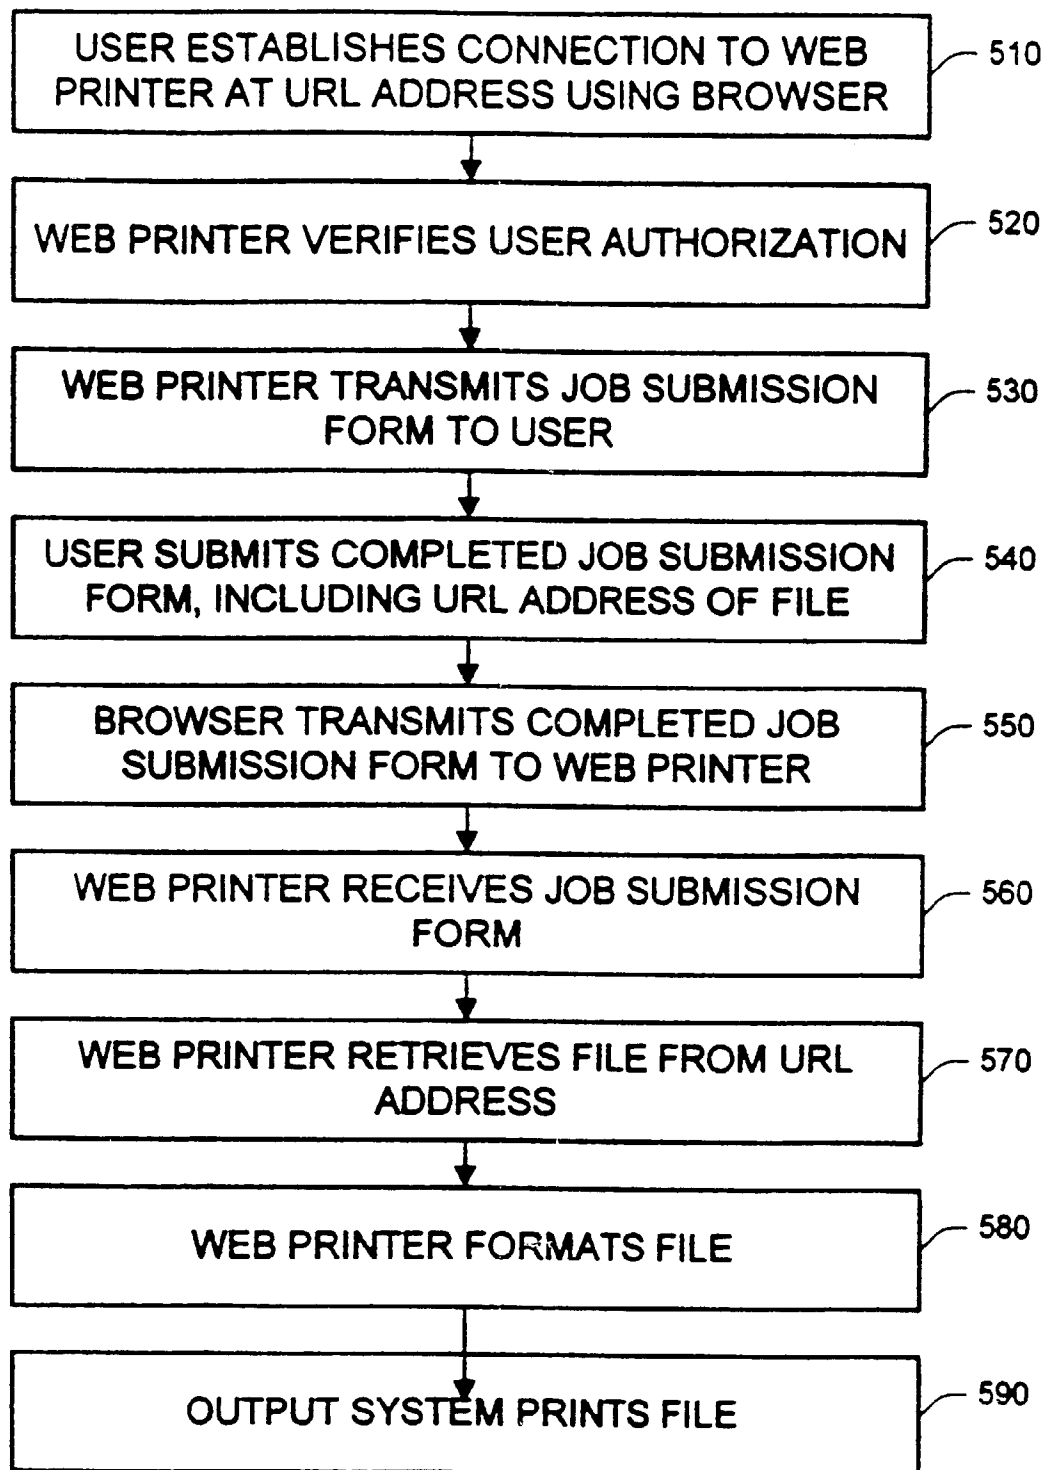 USER ESTABLISHES CONNECTION TO WEB
PRINTER AT URL ADDRESS USING BROWSER
510
WEB PRINTER VERIFIES USER AUTHORIZATION
520
WEB PRINTER TRANSMITS JOB SUBMISSION
FORM TO USER
530
USER SUBMITS COMPLETED JOB SUBMISSION
FORM, INCLUDING URL ADDRESS OF FILE
540
BROWSER TRANSMITS COMPLETED JOB
SUBMISSION FORM TO WEB PRINTER
550
WEB PRINTER RECEIVES JOB SUBMISSION
FORM
560
WEB PRINTER RETRIEVES FILE FROM URL
ADDRESS
570
WEB PRINTER FORMATS FILE
580
OUTPUT SYSTEM PRINTS FILE
590